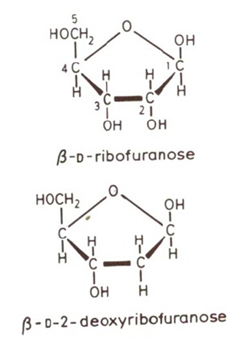 5
HOCH2 O OH
4 C H H 1 C
H C C H
3 2
OH OH
β-D-ribofuranose
HOCH2 O OH
C H H C
H C C H
OH H
β-D-2-deoxyribofuranose